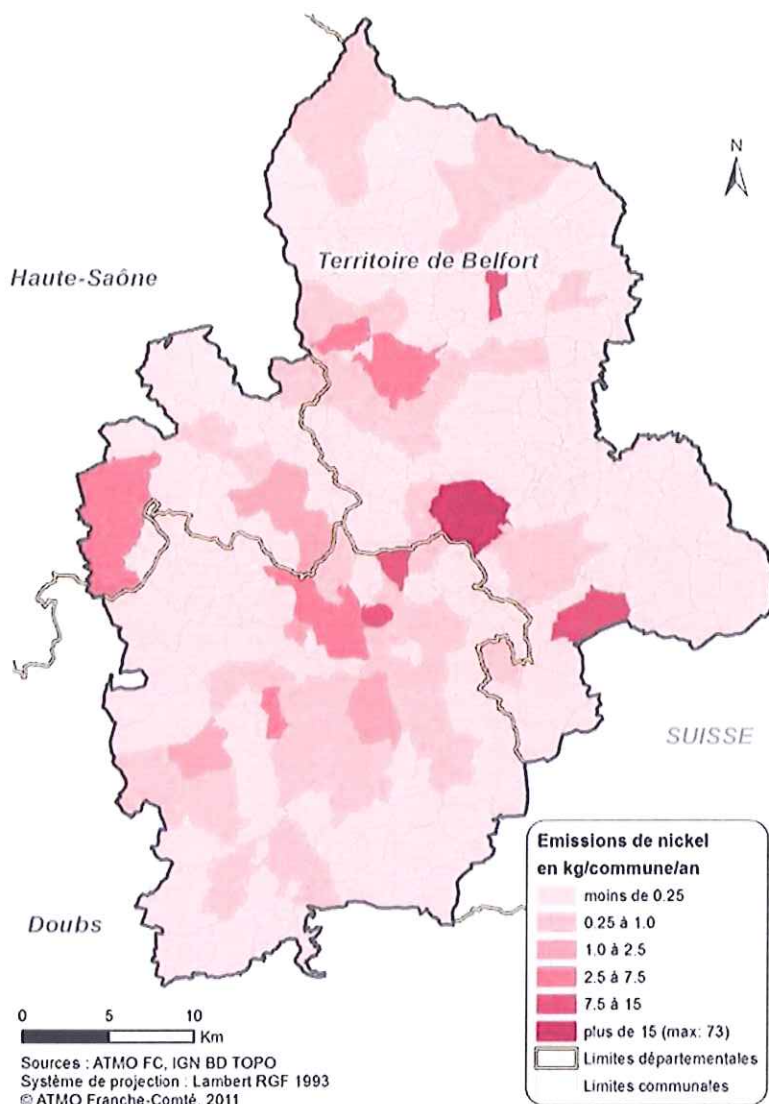 N
Territoire de Belfort
Haute-Saône
SUISSE
Doubs
Emissions de nickel
en kg/commune/an
moins de 0.25
0.25 à 1.0
1.0 à 2.5
2.5 à 7.5
7.5 à 15
plus de 15 (max: 73)
Limites départementales
Limites communales
0 5 10
Km
Sources : ATMO FC, IGN BD TOPO
Système de projection : Lambert RGF 1993
© ATMO Franche-Comté, 2011